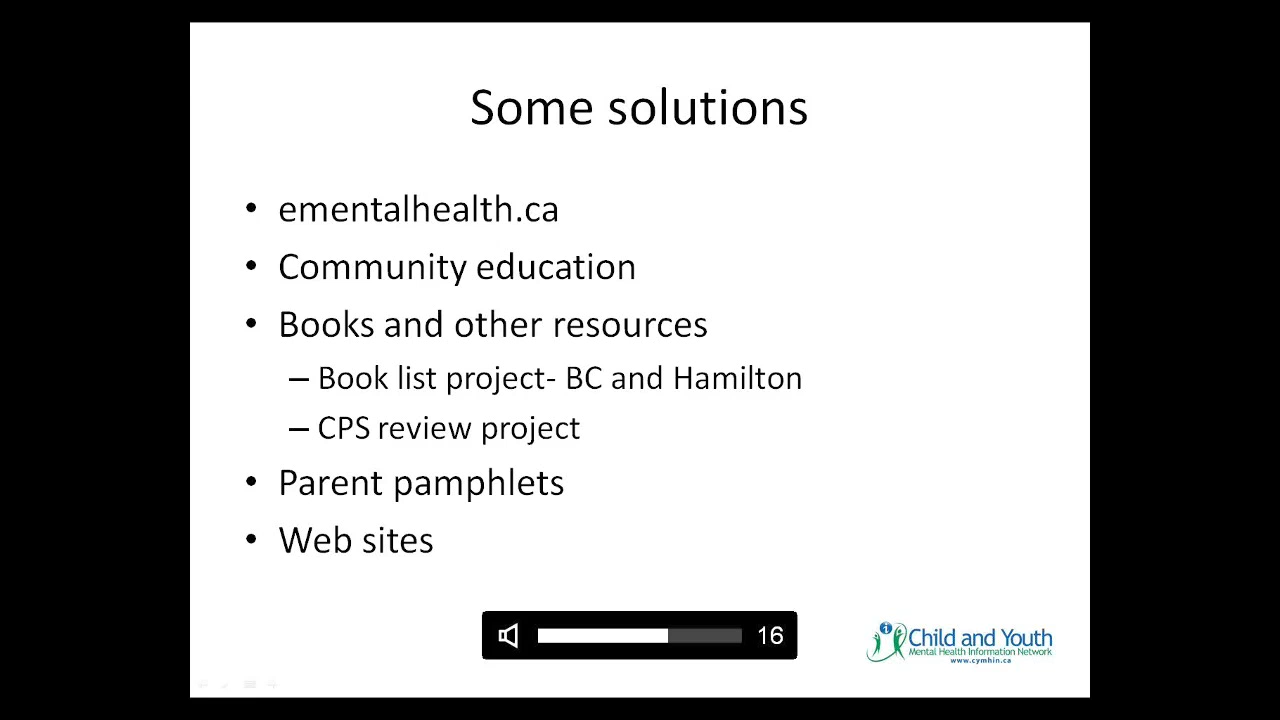 Some solutions
• ementalhealth.ca
• Community education
• Books and other resources
– Book list project- BC and Hamilton
– CPS review project
• Parent pamphlets
• Web sites
16
Child and Youth
Mental Health Information Network
www.cymhin.ca